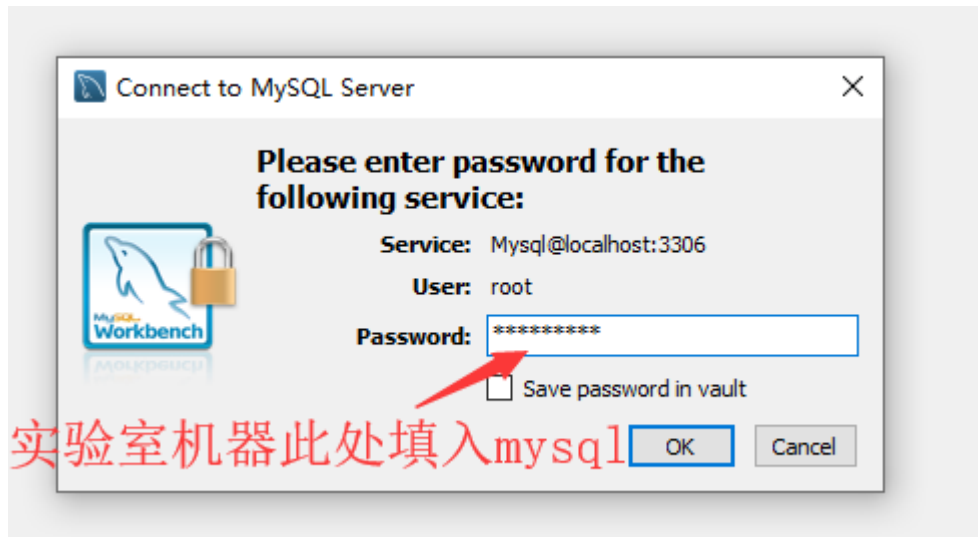 Connect to MySQL Server
Please enter password for the
following service:
Service: Mysql@localhost:3306
User: root
MySQL
Workbench
Password: *********
Save password in vault
实验室机器此处填入mysql
OK Cancel